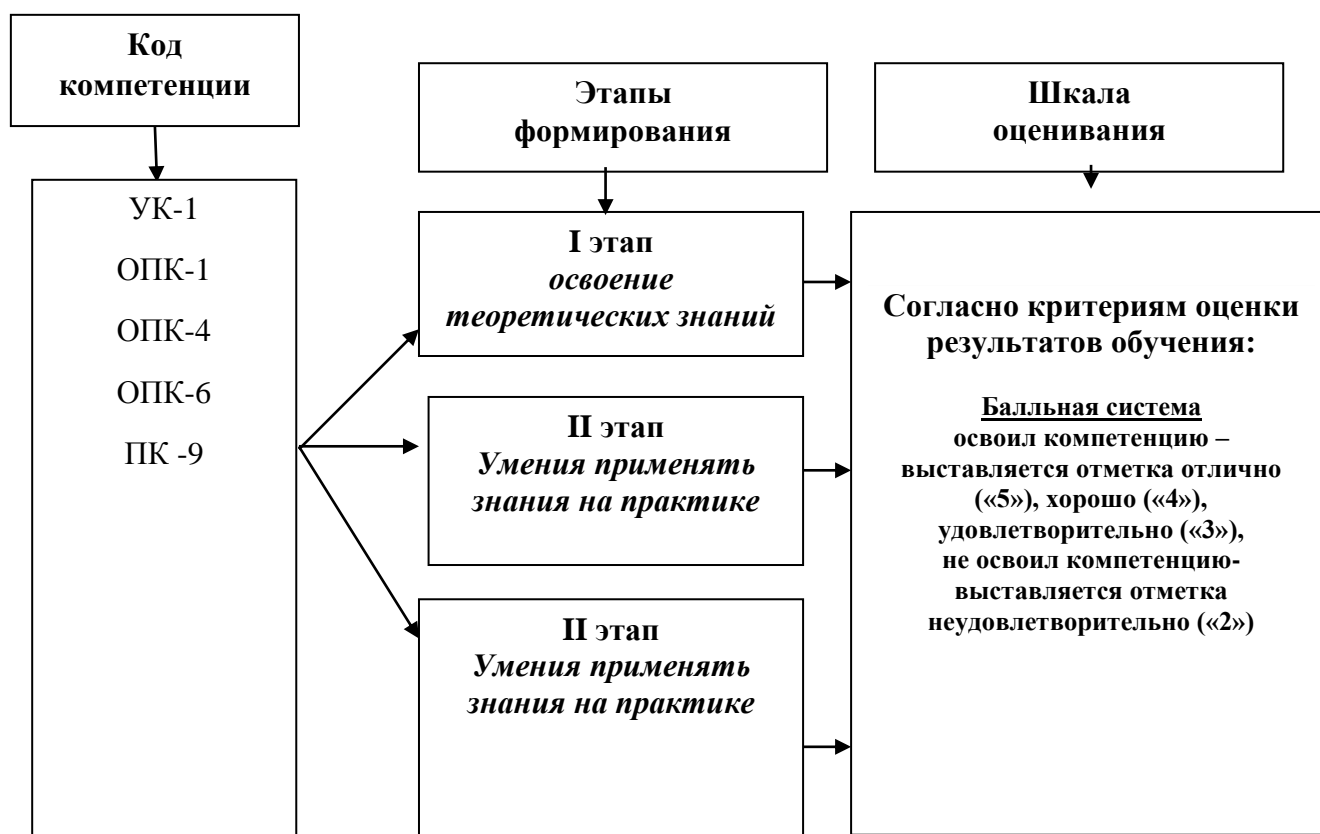 Код
компетенции
Этапы
формирования
Шкала
оценивания
УК-1
ОПК-1
ОПК-4
ОПК-6
ПК -9
I этап
освоение
теоретических знаний
II этап
Умения применять
знания на практике
II этап
Умения применять
знания на практике
Согласно критериям оценки
результатов обучения:
Балльная система
освоил компетенцию –
выставляется отметка отлично
(«5»), хорошо («4»),
удовлетворительно («3»),
не освоил компетенцию-
выставляется отметка
неудовлетворительно («2»)